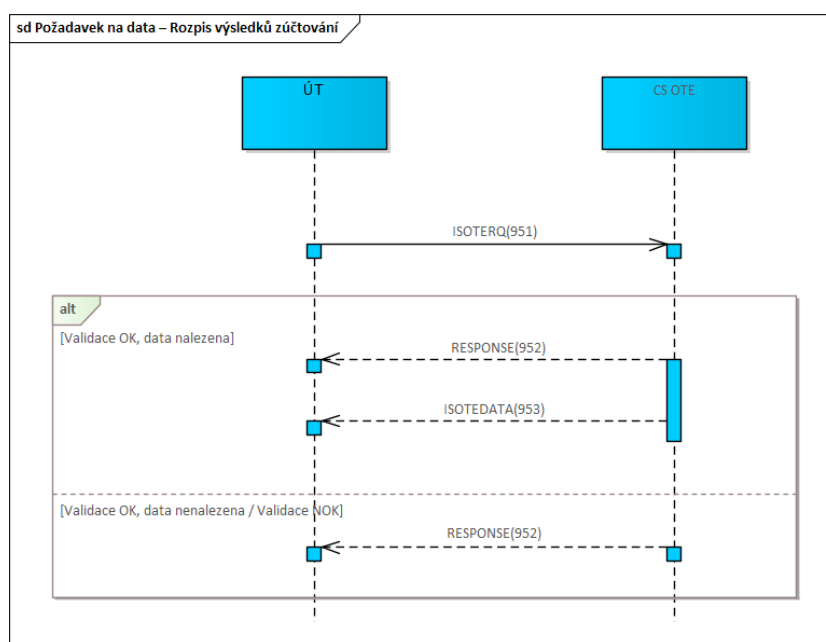 sd Požadavek na data – Rozpis výsledků zúčtování
ÚT
CS OTE
ISOTERQ(951)
alt
[Validace OK, data nalezena]
RESPONSE(952)
ISOTEDATA(953)
[Validace OK, data nenalezena / Validace NOK]
RESPONSE(952)